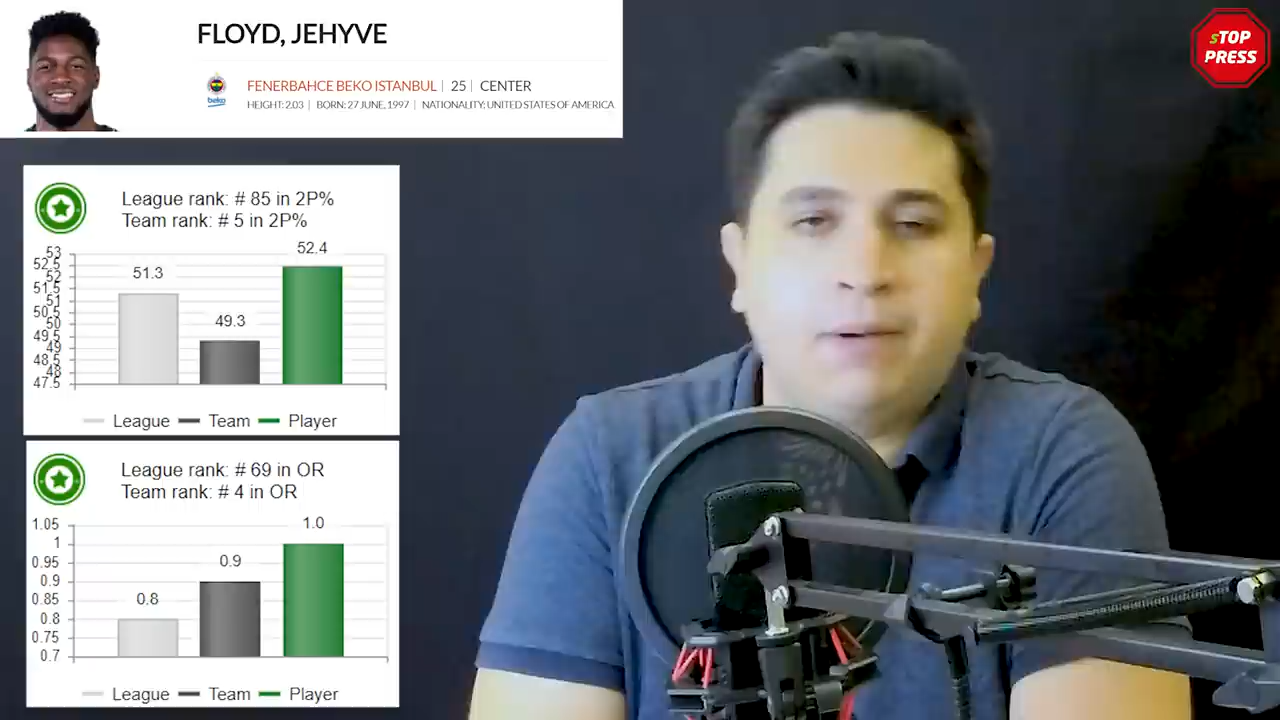 FLOYD, JEHYVE
FENERBAHCE BEKO ISTANBUL | 25 | CENTER
beko
HEIGHT: 2.03 | BORN: 27 JUNE, 1997 | NATIONALITY: UNITED STATES OF AMERICA
sTOP
PRESS
League rank: # 85 in 2P%
Team rank: # 5 in 2P%
53
52.5
52
51.5
51
50.5
50
49.5
49
48.5
48
47.5
51.3
49.3
52.4
League Team Player
League rank: # 69 in OR
Team rank: # 4 in OR
1.05
1
0.95
0.9
0.85
0.8
0.75
0.7
0.8
0.9
1.0
League Team Player